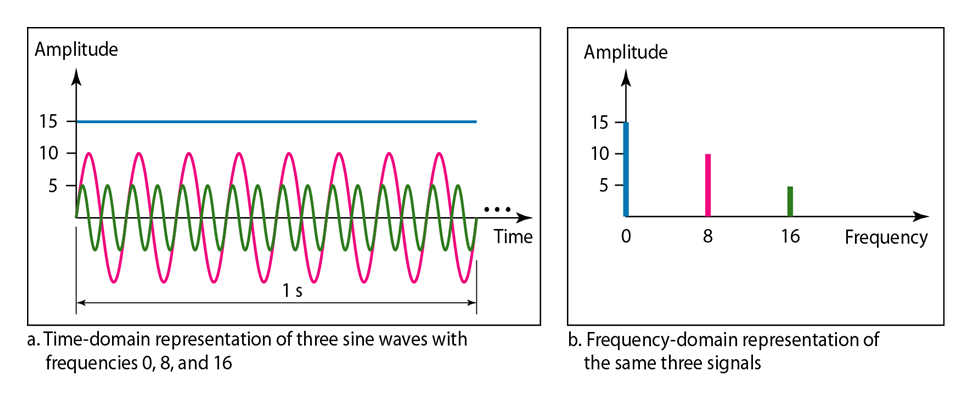 Amplitude
15
10
5
Time
1 s
a. Time-domain representation of three sine waves with
frequencies 0, 8, and 16
Amplitude
15
10
5
0 8 16 Frequency
b. Frequency-domain representation of
the same three signals